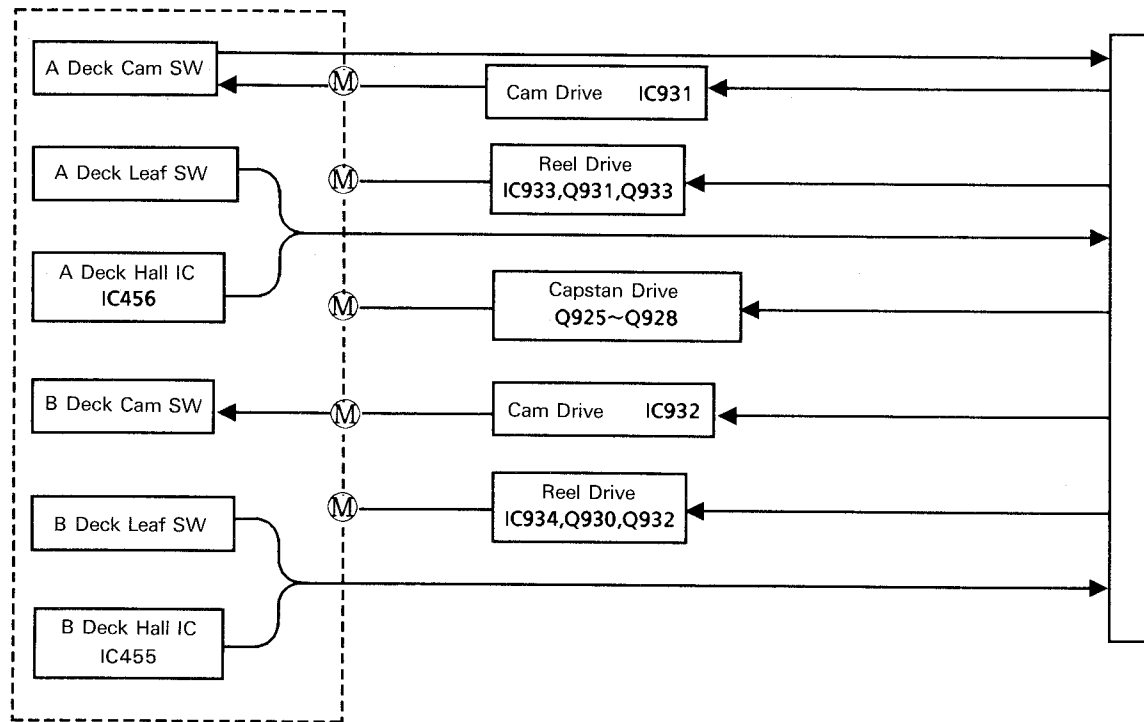 A Deck Cam SW
M
Cam Drive IC931
A Deck Leaf SW
M
Reel Drive
IC933,Q931,Q933
A Deck Hall IC
IC456
M
Capstan Drive
Q925~Q928
B Deck Cam SW
M
Cam Drive IC932
B Deck Leaf SW
M
Reel Drive
IC934,Q930,Q932
B Deck Hall IC
IC455